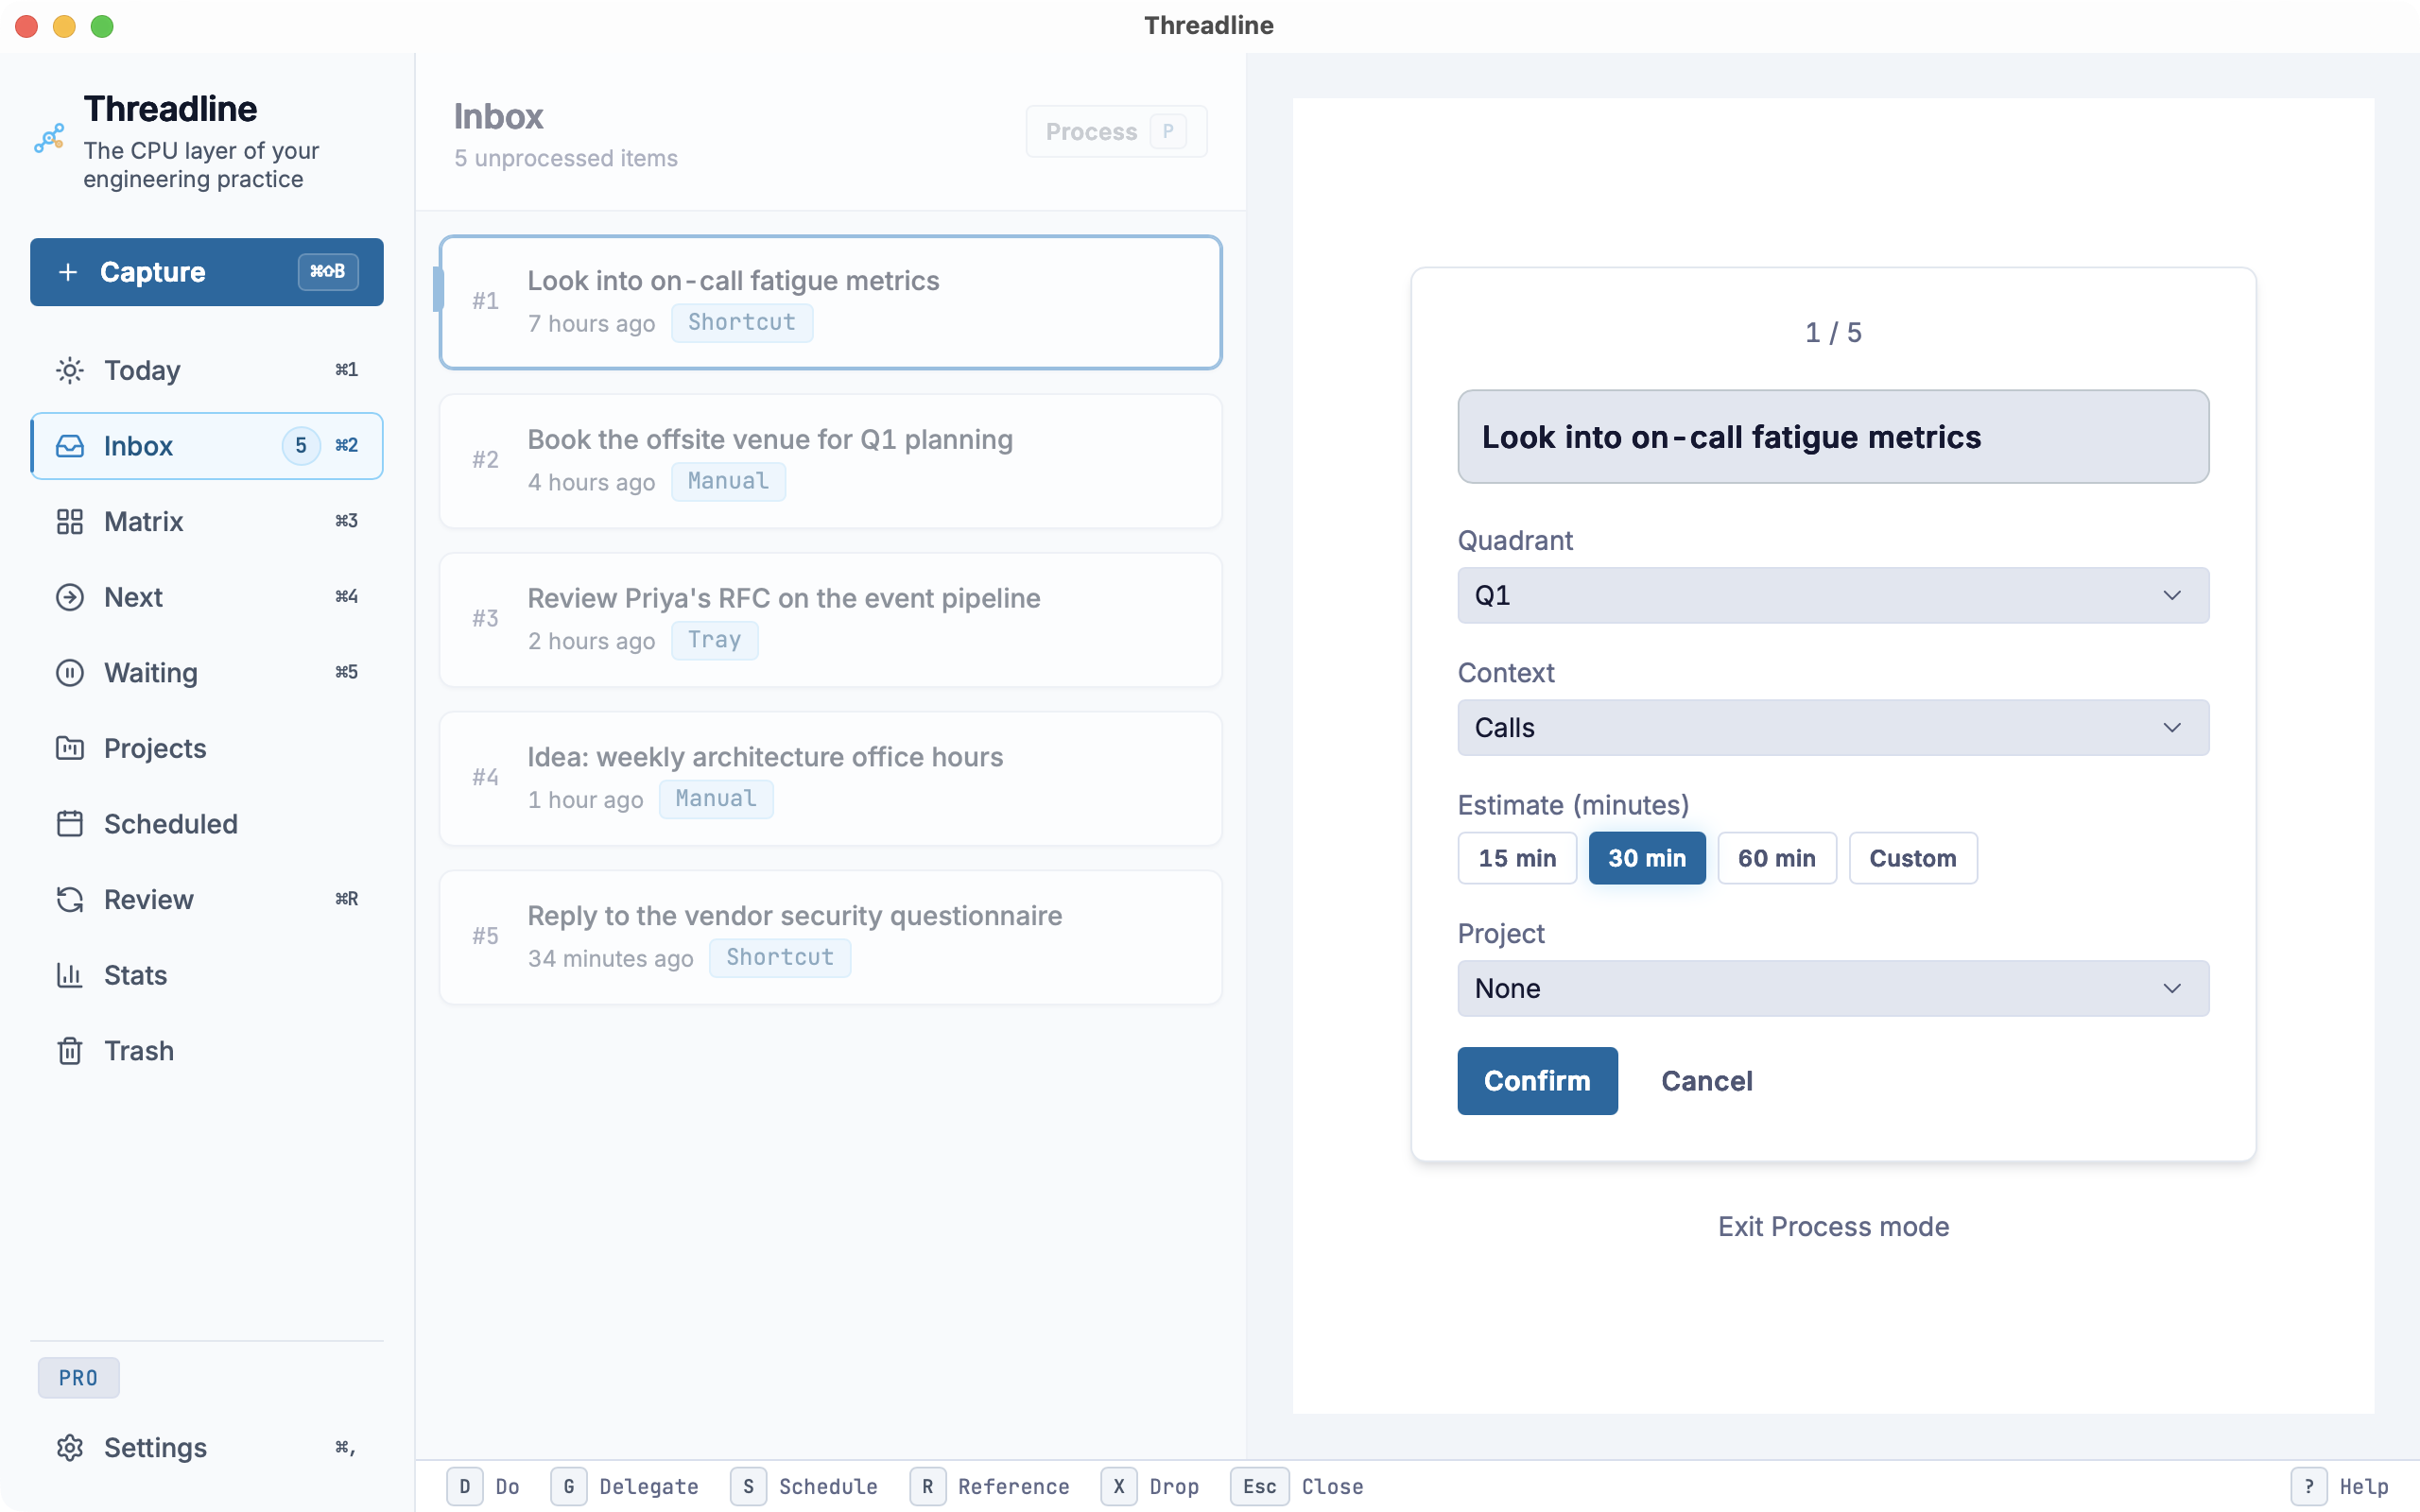 Threadline
Threadline
The CPU layer of your
engineering practice
+ Capture ⌘⇧B
Today ⌘1
Inbox 5 ⌘2
Matrix ⌘3
Next ⌘4
Waiting ⌘5
Projects
Scheduled
Review ⌘R
Stats
Trash
PRO
Settings ⌘,
Inbox
5 unprocessed items
Process P
#1
Look into on-call fatigue metrics
7 hours ago Shortcut
#2
Book the offsite venue for Q1 planning
4 hours ago Manual
#3
Review Priya's RFC on the event pipeline
2 hours ago Tray
#4
Idea: weekly architecture office hours
1 hour ago Manual
#5
Reply to the vendor security questionnaire
34 minutes ago Shortcut
1 / 5
Look into on-call fatigue metrics
Quadrant
Q1
Context
Calls
Estimate (minutes)
15 min 30 min 60 min Custom
Project
None
Confirm Cancel
Exit Process mode
D Do G Delegate S Schedule R Reference X Drop Esc Close ? Help